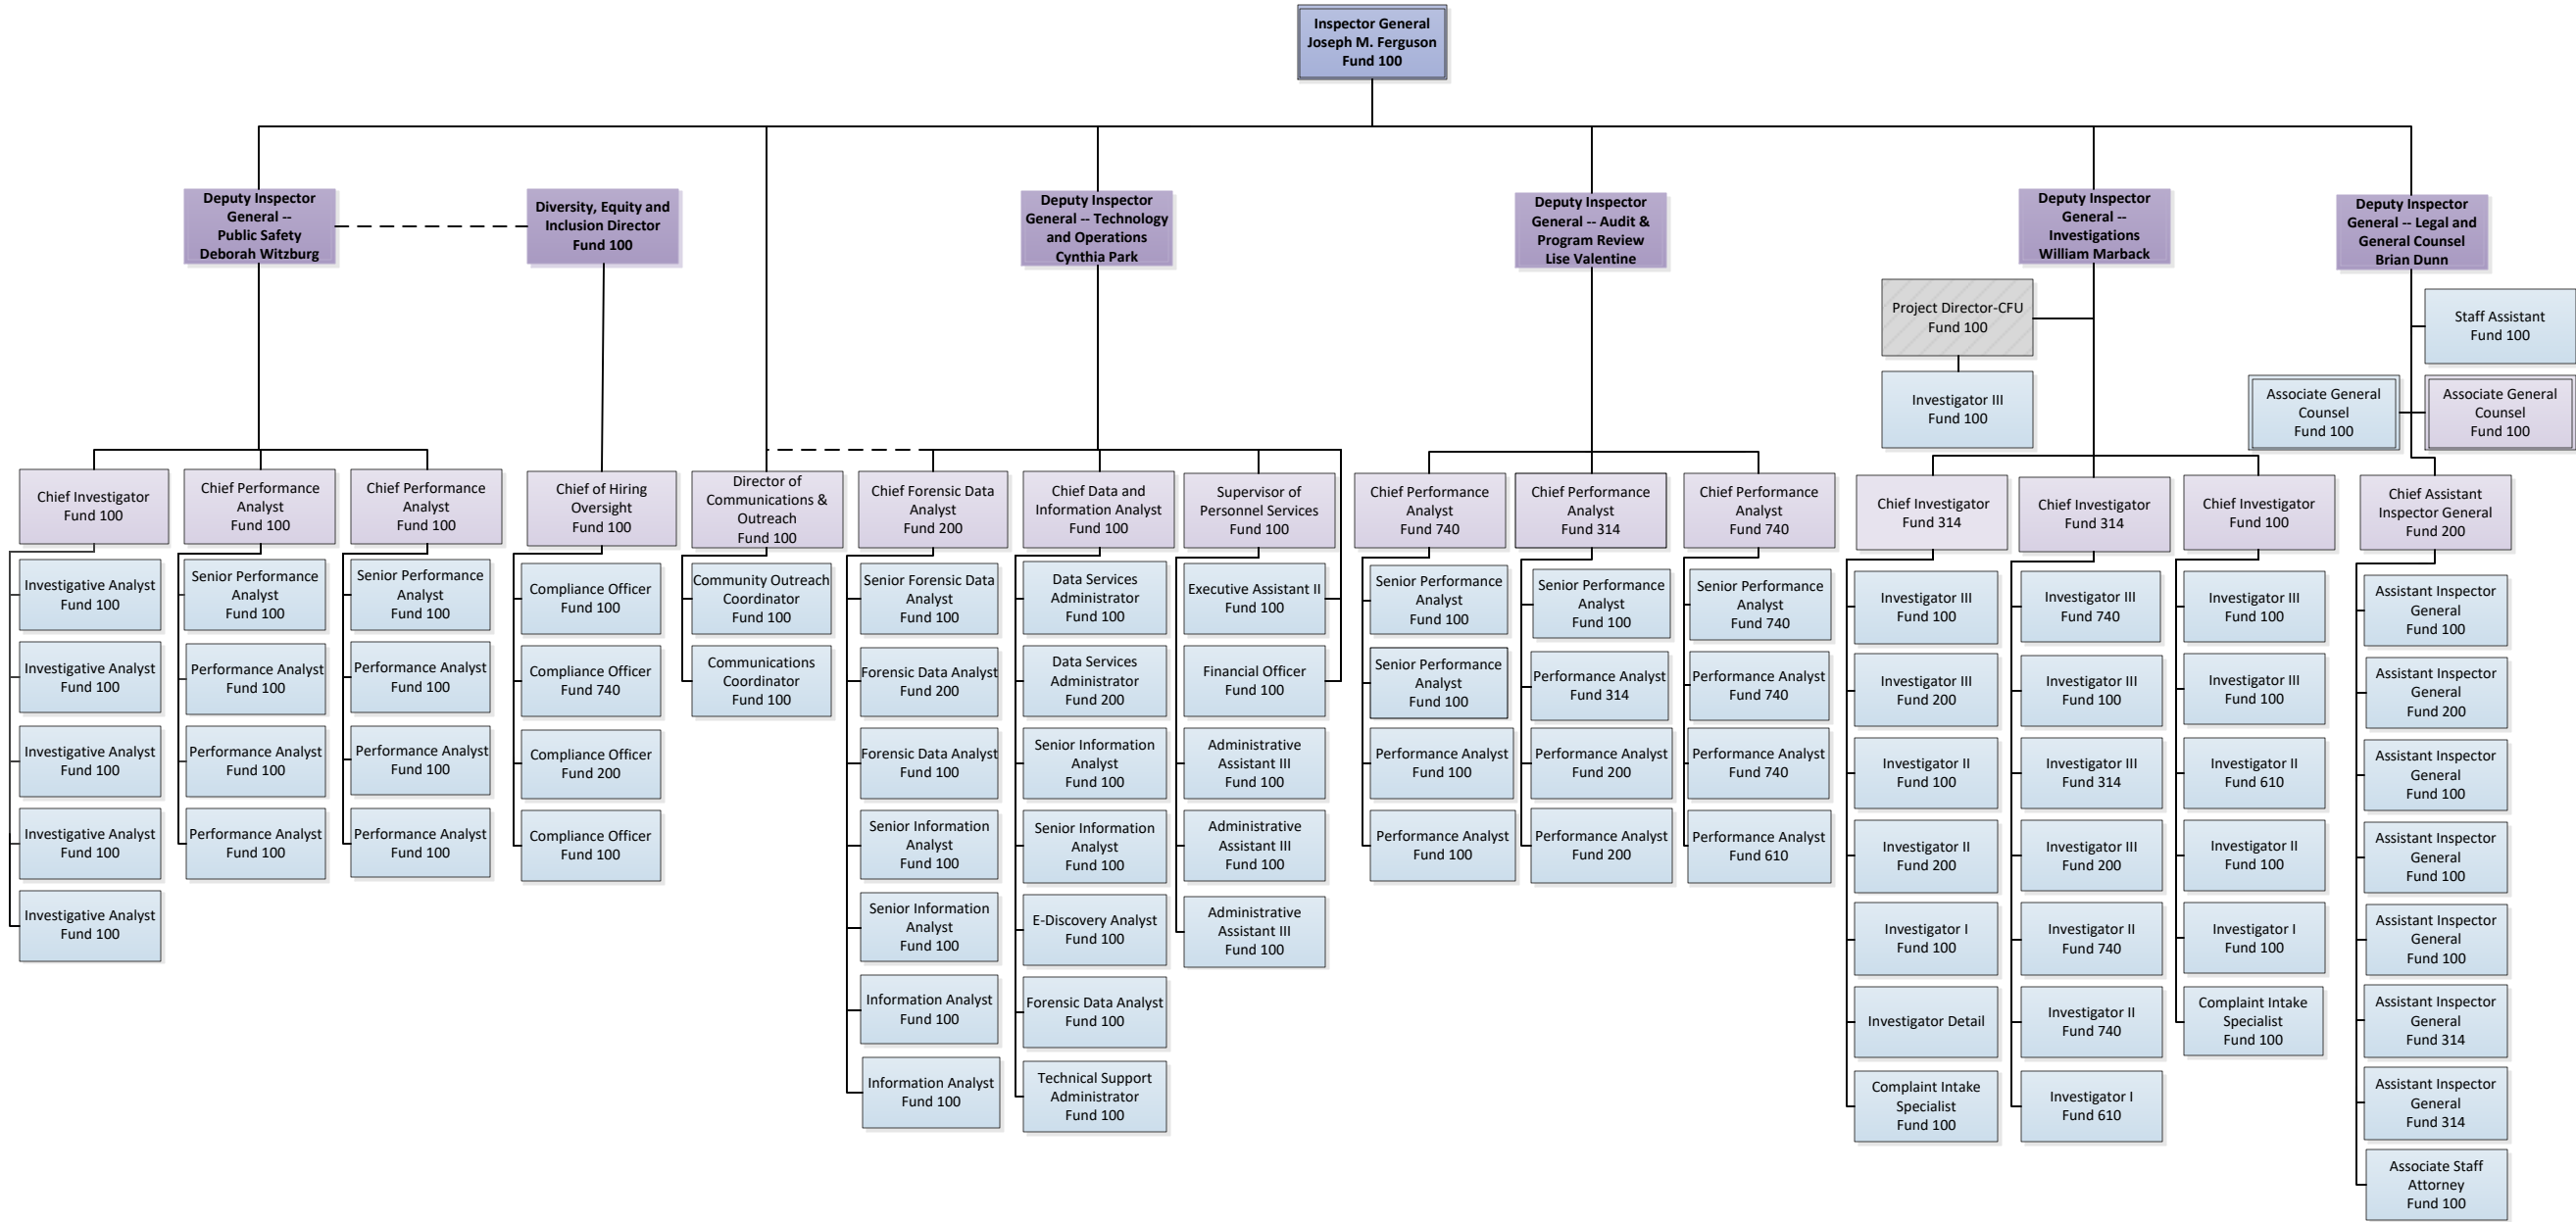 Inspector General
Joseph M. Ferguson
Fund 100
Deputy Inspector
General --
Public Safety
Deborah Witzburg
Diversity, Equity and
Inclusion Director
Fund 100
Deputy Inspector
General -- Technology
and Operations
Cynthia Park
Deputy Inspector
General -- Audit &
Program Review
Lise Valentine
Deputy Inspector
General --
Investigations
William Marback
Deputy Inspector
General -- Legal and
General Counsel
Brian Dunn
Project Director-CFU
Fund 100
Investigator III
Fund 100
Staff Assistant
Fund 100
Associate General
Counsel
Fund 100
Associate General
Counsel
Fund 100
Chief Investigator
Fund 100
Investigative Analyst
Fund 100
Investigative Analyst
Fund 100
Investigative Analyst
Fund 100
Investigative Analyst
Fund 100
Investigative Analyst
Fund 100
Chief Performance
Analyst
Fund 100
Senior Performance
Analyst
Fund 100
Performance Analyst
Fund 100
Performance Analyst
Fund 100
Performance Analyst
Fund 100
Chief Performance
Analyst
Fund 100
Senior Performance
Analyst
Fund 100
Performance Analyst
Fund 100
Performance Analyst
Fund 100
Performance Analyst
Fund 100
Chief of Hiring
Oversight
Fund 100
Compliance Officer
Fund 100
Compliance Officer
Fund 740
Compliance Officer
Fund 200
Compliance Officer
Fund 100
Director of
Communications &
Outreach
Fund 100
Community Outreach
Coordinator
Fund 100
Communications
Coordinator
Fund 100
Chief Forensic Data
Analyst
Fund 200
Senior Forensic Data
Analyst
Fund 100
Forensic Data Analyst
Fund 200
Forensic Data Analyst
Fund 100
Senior Information
Analyst
Fund 100
Senior Information
Analyst
Fund 100
Information Analyst
Fund 100
Information Analyst
Fund 100
Chief Data and
Information Analyst
Fund 100
Data Services
Administrator
Fund 100
Data Services
Administrator
Fund 200
Senior Information
Analyst
Fund 100
Senior Information
Analyst
Fund 100
E-Discovery Analyst
Fund 100
Forensic Data Analyst
Fund 100
Technical Support
Administrator
Fund 100
Supervisor of
Personnel Services
Fund 100
Executive Assistant II
Fund 100
Financial Officer
Fund 100
Administrative
Assistant III
Fund 100
Administrative
Assistant III
Fund 100
Administrative
Assistant III
Fund 100
Chief Performance
Analyst
Fund 740
Senior Performance
Analyst
Fund 100
Senior Performance
Analyst
Fund 100
Performance Analyst
Fund 100
Performance Analyst
Fund 100
Chief Performance
Analyst
Fund 314
Senior Performance
Analyst
Fund 100
Performance Analyst
Fund 314
Performance Analyst
Fund 200
Performance Analyst
Fund 200
Chief Performance
Analyst
Fund 740
Senior Performance
Analyst
Fund 740
Performance Analyst
Fund 740
Performance Analyst
Fund 740
Performance Analyst
Fund 610
Chief Investigator
Fund 314
Investigator III
Fund 100
Investigator III
Fund 200
Investigator II
Fund 100
Investigator II
Fund 200
Investigator I
Fund 100
Investigator Detail
Complaint Intake
Specialist
Fund 100
Chief Investigator
Fund 314
Investigator III
Fund 740
Investigator III
Fund 100
Investigator III
Fund 314
Investigator III
Fund 200
Investigator II
Fund 740
Investigator II
Fund 740
Investigator I
Fund 610
Chief Investigator
Fund 100
Investigator III
Fund 100
Investigator III
Fund 100
Investigator II
Fund 610
Investigator II
Fund 100
Investigator I
Fund 100
Complaint Intake
Specialist
Fund 100
Chief Assistant
Inspector General
Fund 200
Assistant Inspector
General
Fund 100
Assistant Inspector
General
Fund 200
Assistant Inspector
General
Fund 100
Assistant Inspector
General
Fund 100
Assistant Inspector
General
Fund 100
Assistant Inspector
General
Fund 314
Assistant Inspector
General
Fund 314
Associate Staff
Attorney
Fund 100